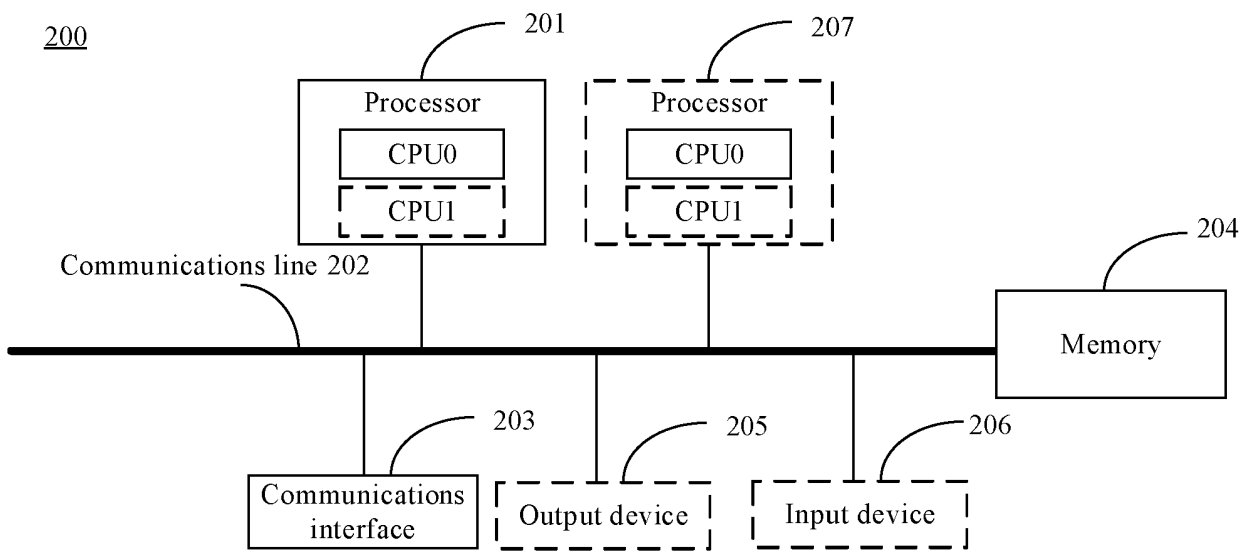 200
201
207
Processor
CPU0
CPU1
Processor
CPU0
CPU1
204
Communications line 202
Memory
203
205
206
Communications
interface
Output device
Input device